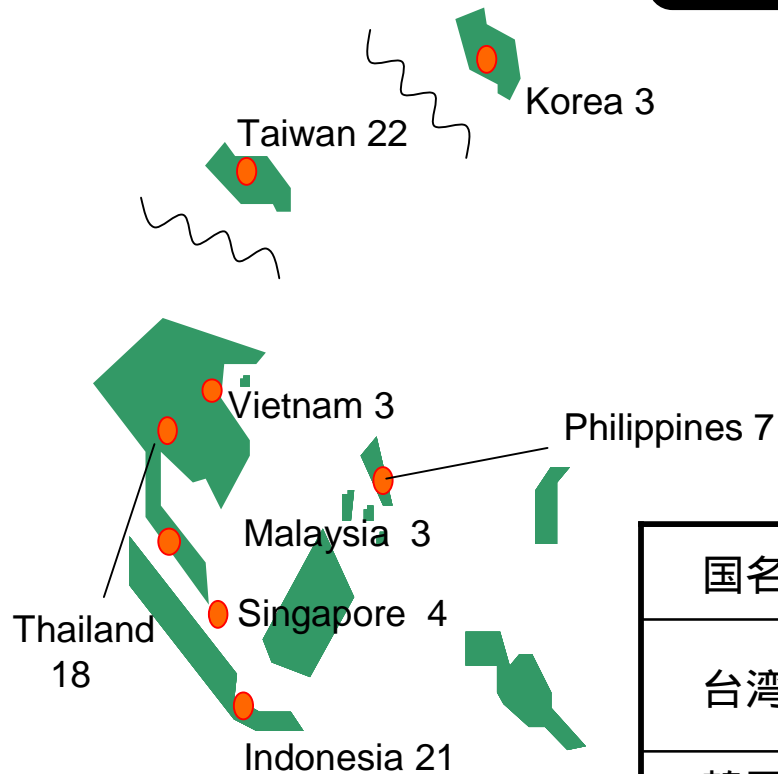 Korea 3
Taiwan 22
Vietnam 3
Philippines 7
Malaysia 3
Singapore 4
Thailand
18
Indonesia 21
国名
台湾